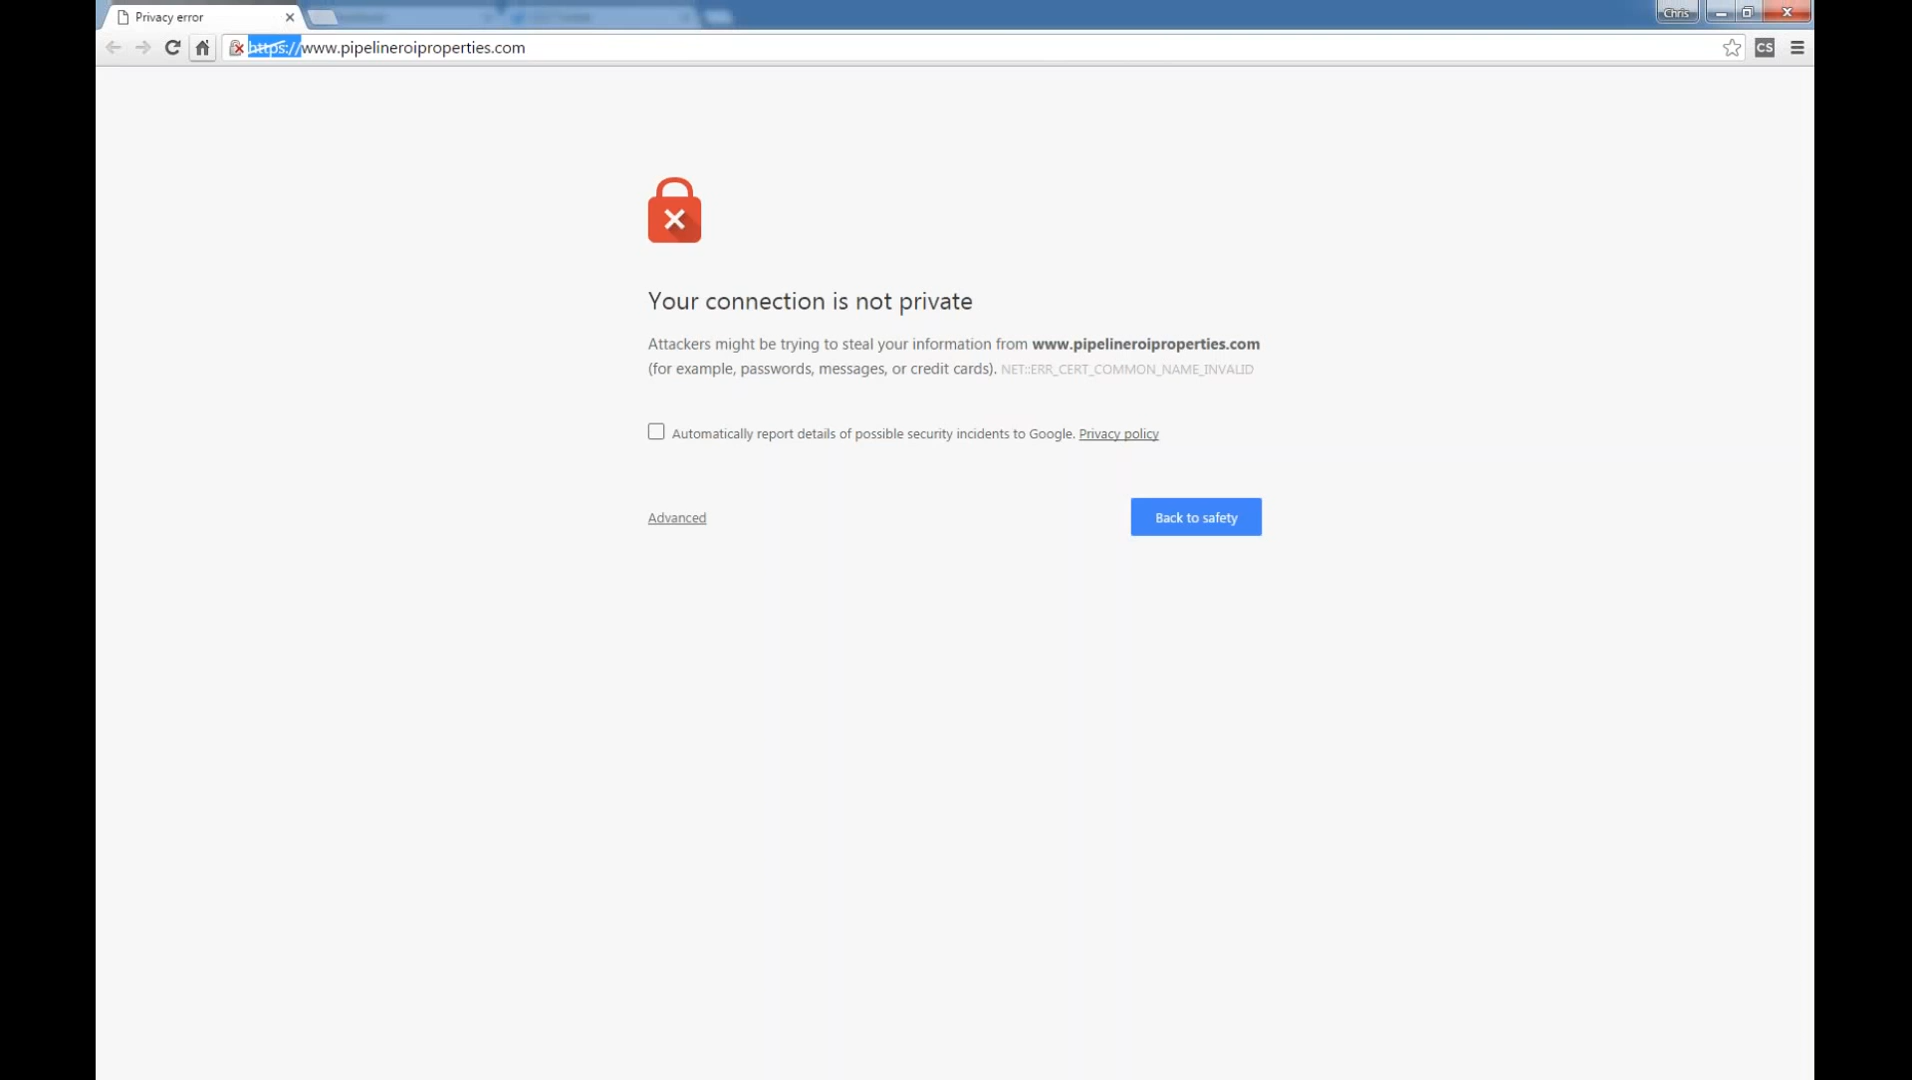 Privacy error
Chris
https://www.pipelineroiproperties.com
CS
Your connection is not private
Attackers might be trying to steal your information from www.pipelineroiproperties.com
(for example, passwords, messages, or credit cards). NET::ERR_CERT_COMMON_NAME_INVALID
Automatically report details of possible security incidents to Google. Privacy policy
Advanced
Back to safety